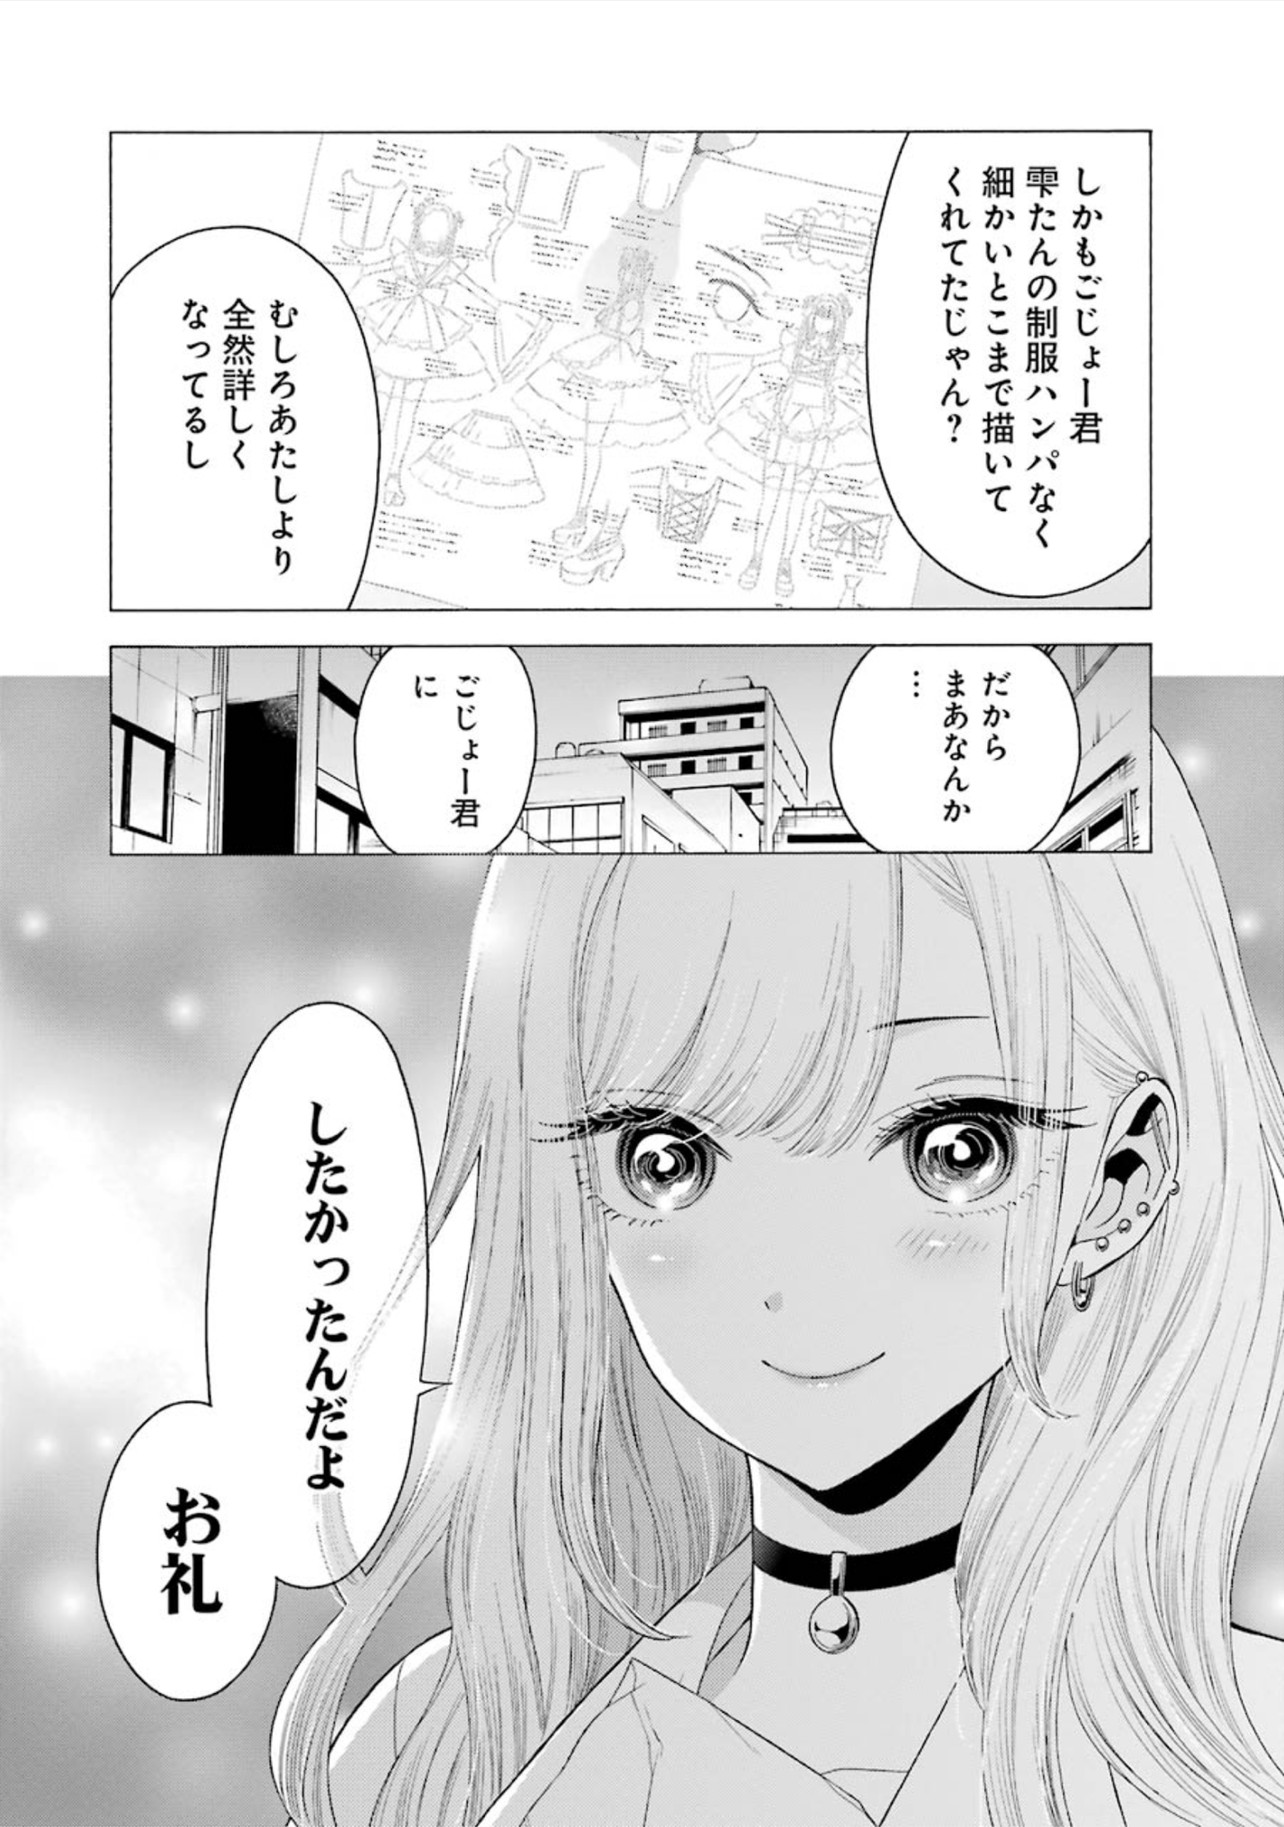 しかもごじょー君
雫たんの制服ハンパなく
細かいとこまで描いて
くれてたじゃん？
むしろあたしより
全然詳しく
なってるし
だから
まあなんか
…
ごじょー君
に
したかったんだよ
お礼